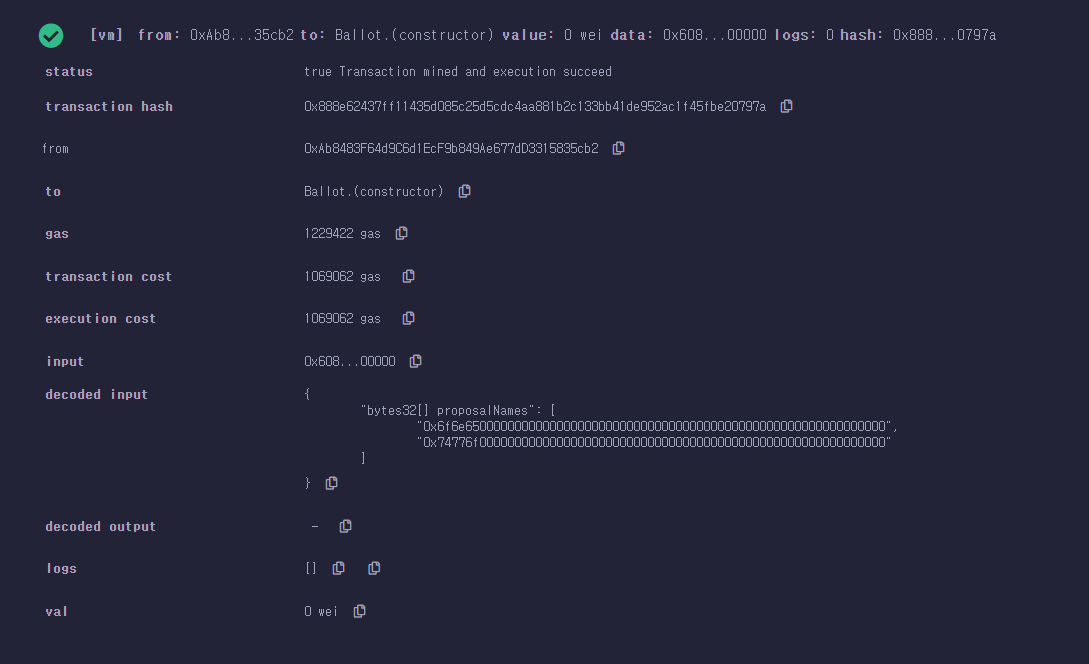 [vm] from: 0xAb8...35cb2 to: Ballot.(constructor) value: 0 wei data: 0x608...00000 logs: 0 hash: 0x888...0797a
status true Transaction mined and execution succeed
transaction hash 0x888e62437ff11435d085c25d5cdc4aa881b2c133bb41de952ac1f45fbe20797a
from 0xAb8483F64d9C6d1EcF9b849Ae677dD3315835cb2
to Ballot.(constructor)
gas 1229422 gas
transaction cost 1069062 gas
execution cost 1069062 gas
input 0x608...00000
decoded input {
"bytes32[] proposalNames": [
"0x6f6e650000000000000000000000000000000000000000000000000000000000",
"0x74776f0000000000000000000000000000000000000000000000000000000000"
]
}
decoded output -
logs []
val 0 wei